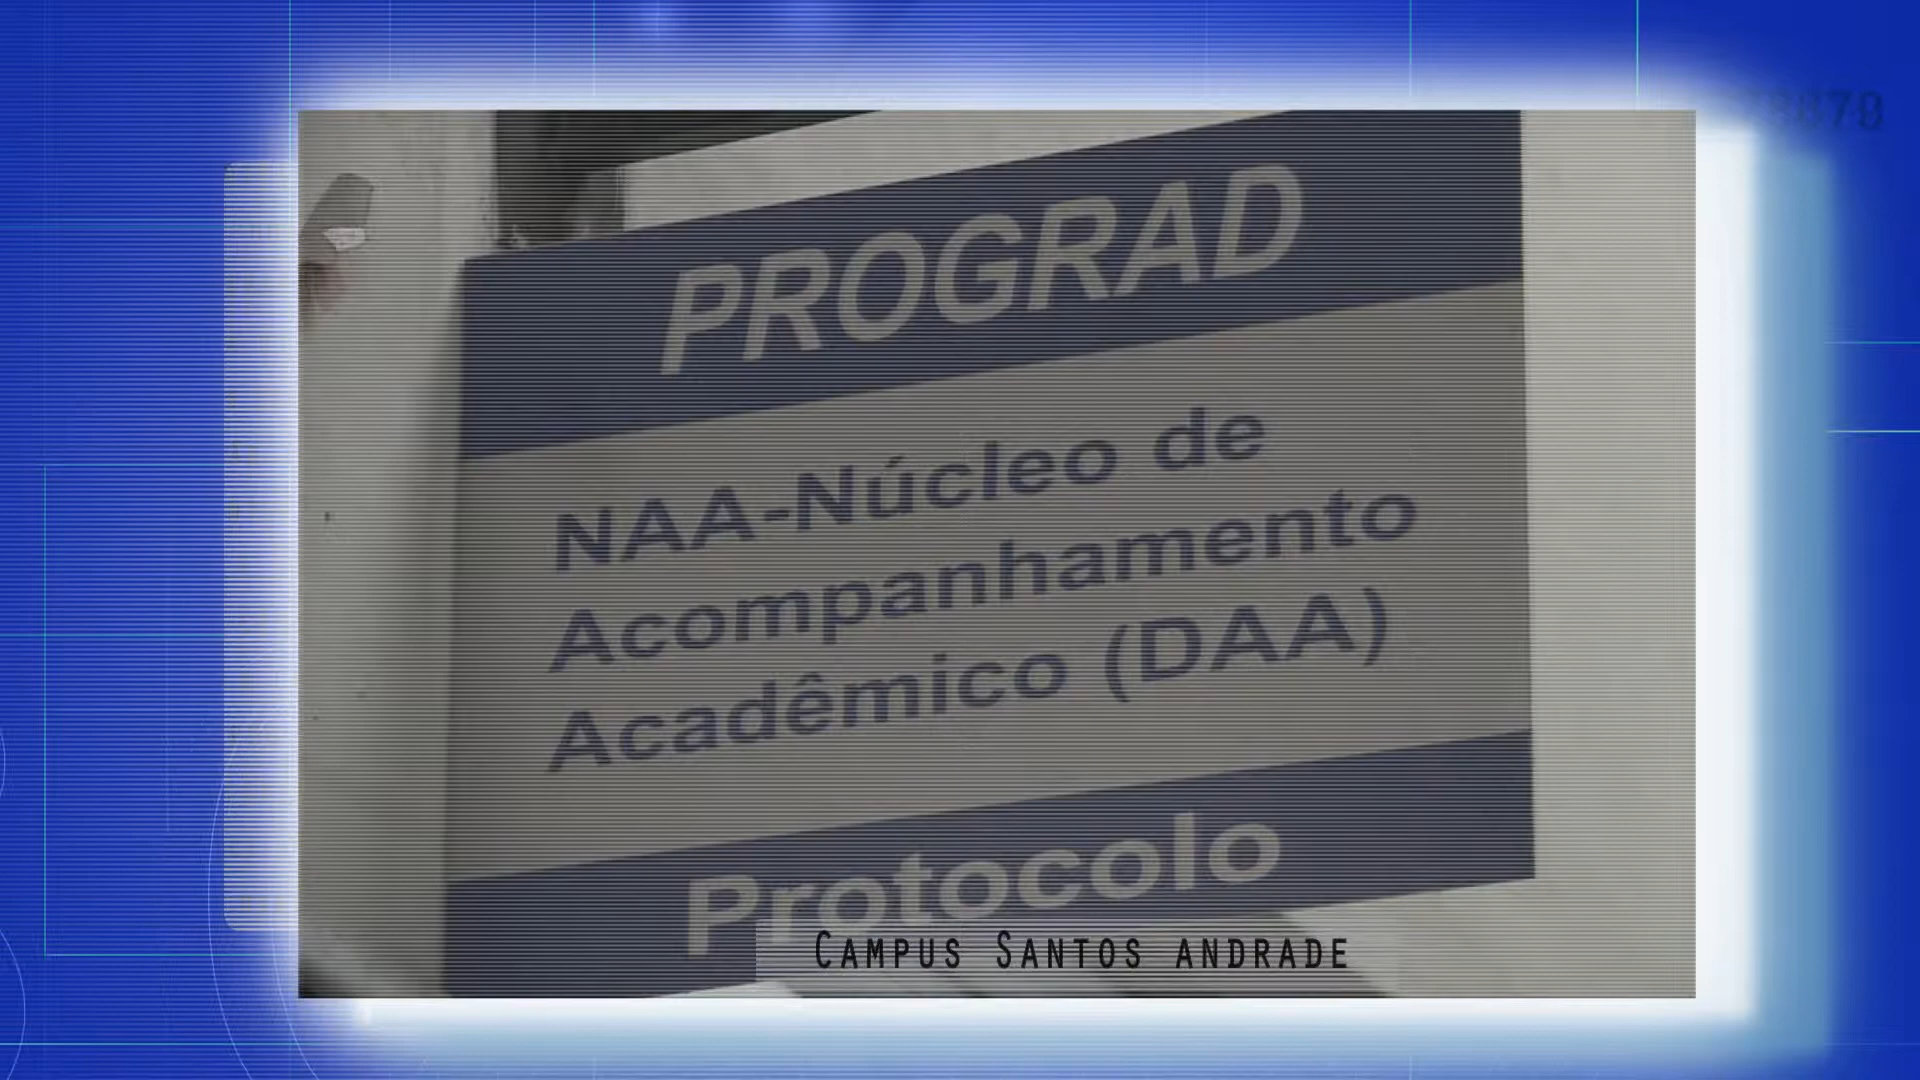 PROGRAD
NAA-Núcleo de
Acompanhamento
Acadêmico (DAA)
Protocolo
CAMPUS SANTOS ANDRADE